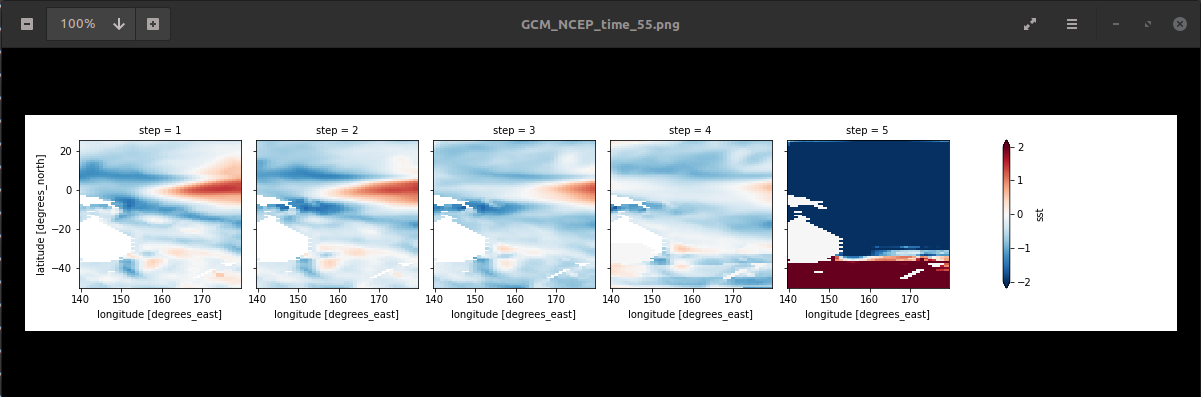 100%
GCM_NCEP_time_55.png
step = 1
step = 2
step = 3
step = 4
step = 5
latitude [degrees_north]
20
0
−20
−40
140 150 160 170
140 150 160 170
140 150 160 170
140 150 160 170
140 150 160 170
longitude [degrees_east]
longitude [degrees_east]
longitude [degrees_east]
longitude [degrees_east]
longitude [degrees_east]
2
1
0
−1
−2
sst